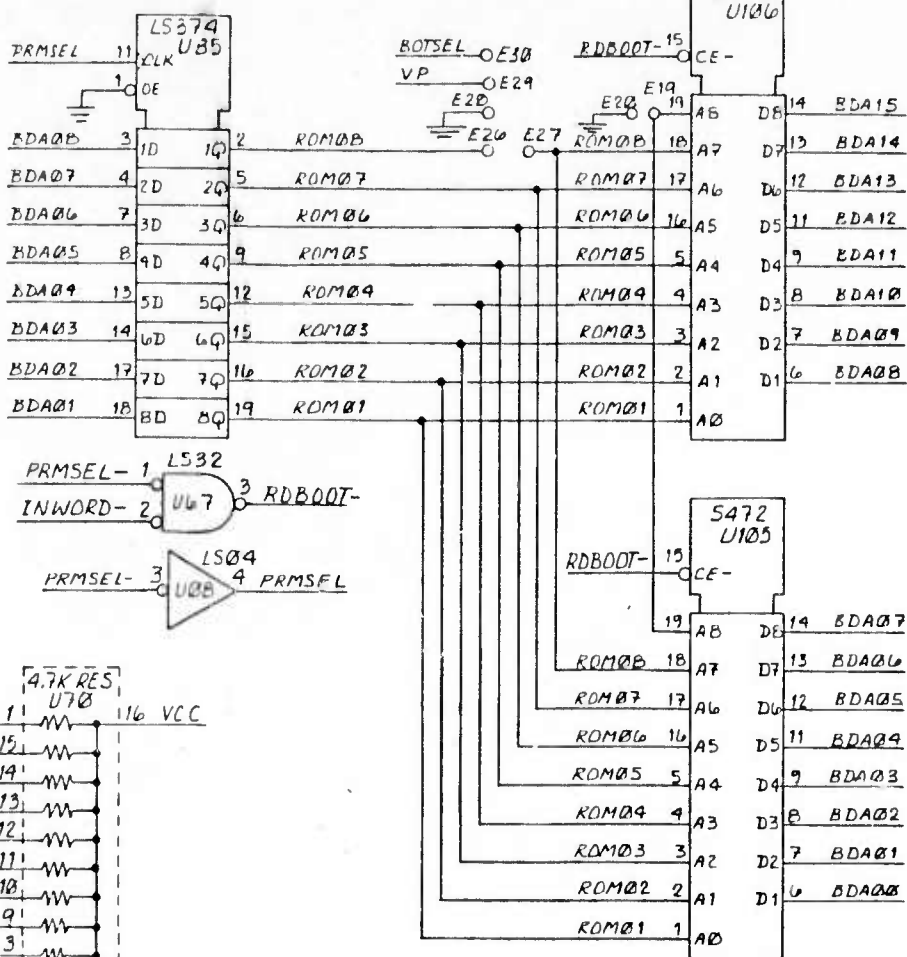 LS374
U85
PRMSEL 11 CLK
1 OE
BDA08 3 1D 1Q 2 ROM08
BDA07 4 2D 2Q 5 ROM07
BDA06 7 3D 3Q 6 ROM06
BDA05 8 4D 4Q 9 ROM05
BDA04 13 5D 5Q 12 ROM04
BDA03 14 6D 6Q 15 ROM03
BDA02 17 7D 7Q 16 ROM02
BDA01 18 8D 8Q 19 ROM01
BOTSEL E30
VP E29
E28
E26 E27
U106
RDBOOT- 15 CE-
E20 E19 19 A8 D8 14 BDA15
ROM08 18 A7 D7 13 BDA14
ROM07 17 A6 D6 12 BDA13
ROM06 16 A5 D5 11 BDA12
ROM05 5 A4 D4 9 BDA11
ROM04 4 A3 D3 8 BDA10
ROM03 3 A2 D2 7 BDA09
ROM02 2 A1 D1 6 BDA08
ROM01 1 A0
PRMSEL- 1 LS32
INWORD- 2 U67 3 RDBOOT-
LS04
PRMSEL- 3 U08 4 PRMSEL
S472
U105
RDBOOT- 15 CE-
19 A8 D8 14 BDA07
ROM08 18 A7 D7 13 BDA06
ROM07 17 A6 D6 12 BDA05
ROM06 16 A5 D5 11 BDA04
ROM05 5 A4 D4 9 BDA03
ROM04 4 A3 D3 8 BDA02
ROM03 3 A2 D2 7 BDA01
ROM02 2 A1 D1 6 BDA00
ROM01 1 A0
4.7K RES
U70
1 16 VCC
15
14
13
12
11
10
9
3